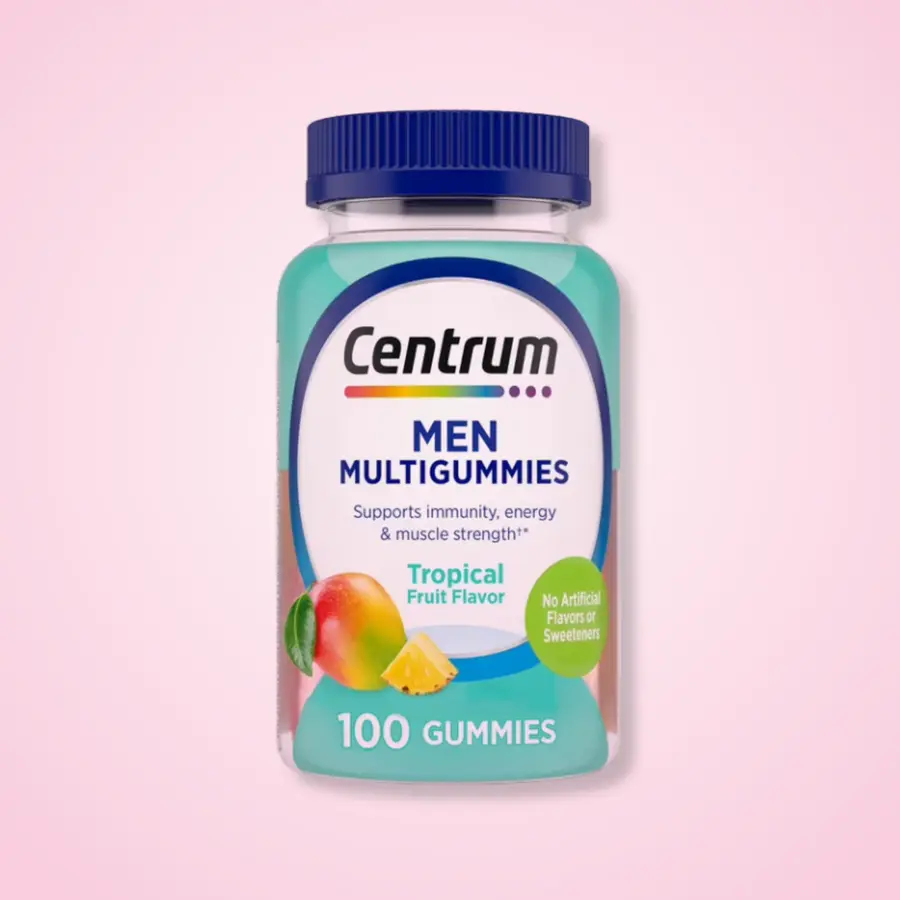 Centrum
MEN
MULTIGUMMIES
Supports immunity, energy
& muscle strength†*
Tropical
Fruit Flavor
No Artificial
Flavors or
Sweeteners
100 GUMMIES